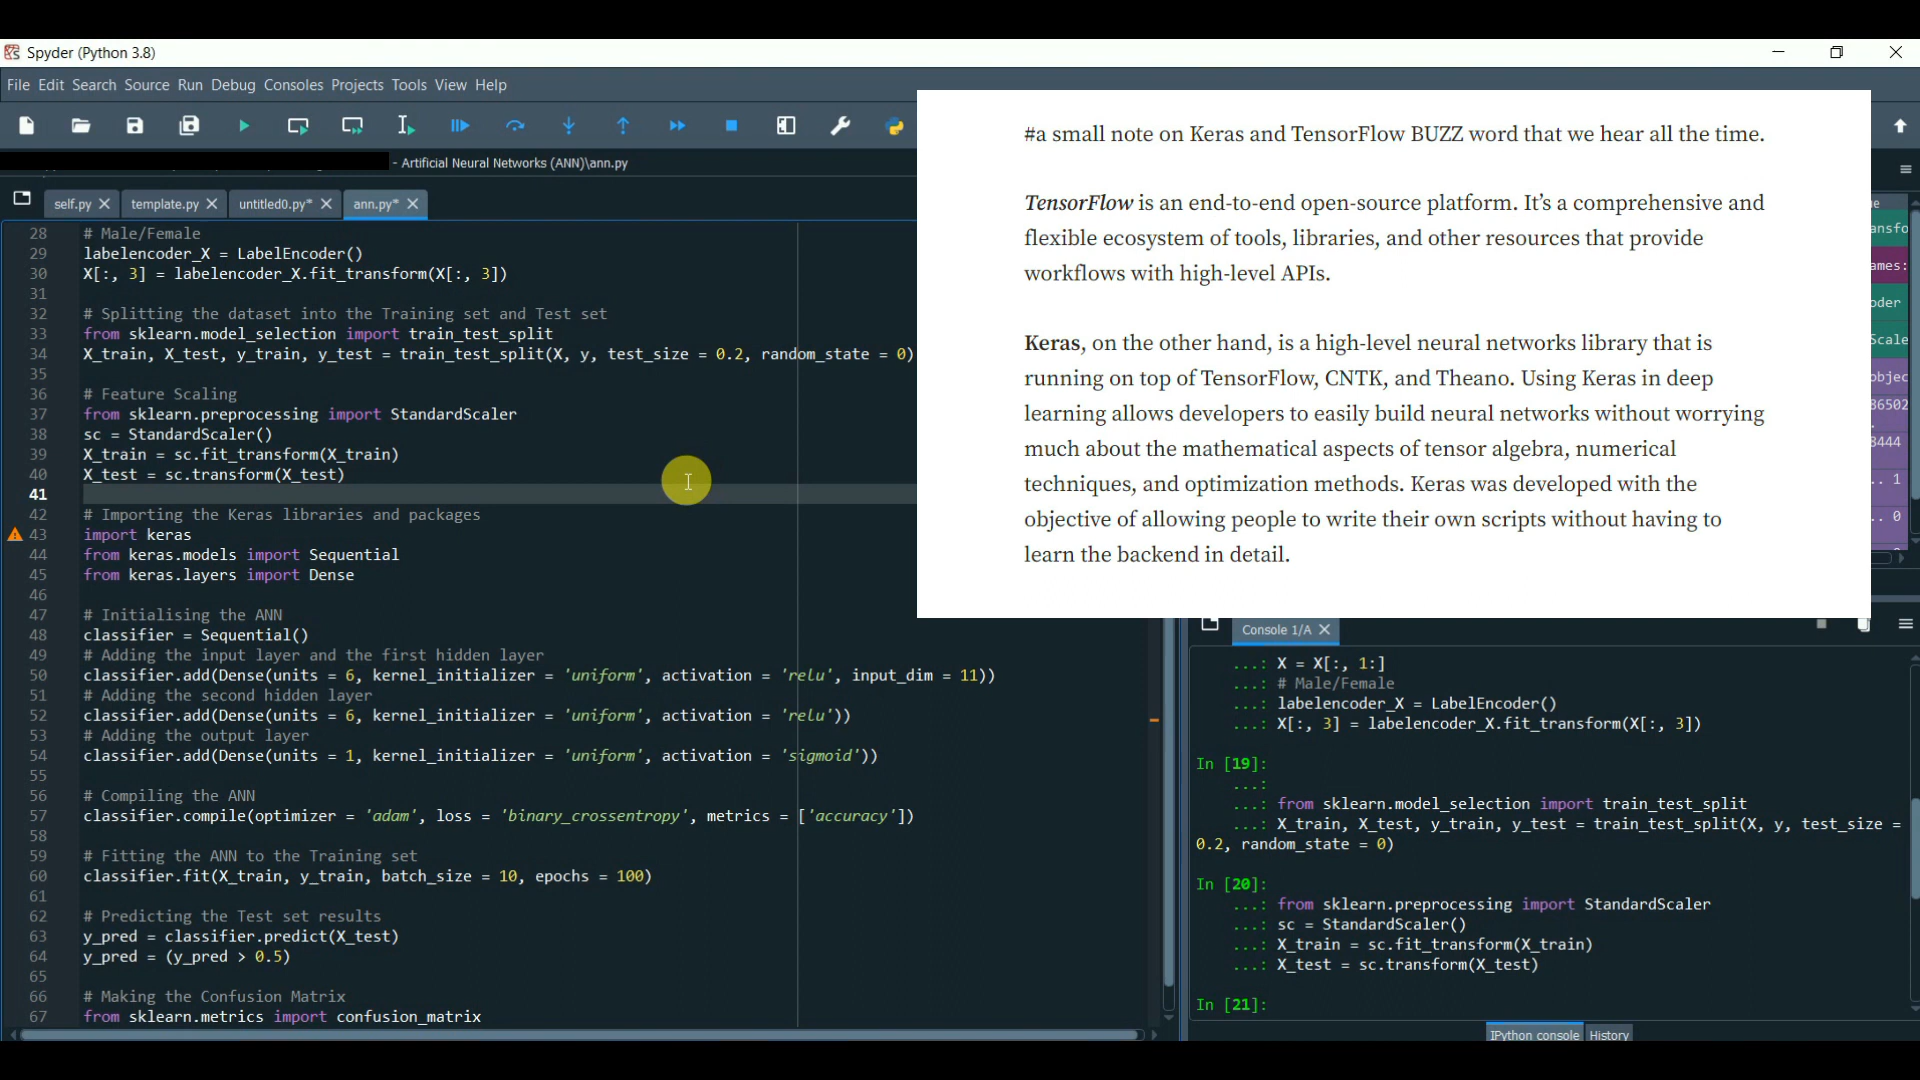 Spyder (Python 3.8)
File Edit Search Source Run Debug Consoles Projects Tools View Help
- Artificial Neural Networks (ANN)\ann.py
self.py template.py untitled0.py* ann.py*
28 # Male/Female
29 labelencoder_X = LabelEncoder()
30 X[:, 3] = labelencoder_X.fit_transform(X[:, 3])
31
32 # Splitting the dataset into the Training set and Test set
33 from sklearn.model_selection import train_test_split
34 X_train, X_test, y_train, y_test = train_test_split(X, y, test_size = 0.2, random_state = 0)
35
36 # Feature Scaling
37 from sklearn.preprocessing import StandardScaler
38 sc = StandardScaler()
39 X_train = sc.fit_transform(X_train)
40 X_test = sc.transform(X_test)
41
42 # Importing the Keras libraries and packages
43 import keras
44 from keras.models import Sequential
45 from keras.layers import Dense
46
47 # Initialising the ANN
48 classifier = Sequential()
49 # Adding the input layer and the first hidden layer
50 classifier.add(Dense(units = 6, kernel_initializer = 'uniform', activation = 'relu', input_dim = 11))
51 # Adding the second hidden layer
52 classifier.add(Dense(units = 6, kernel_initializer = 'uniform', activation = 'relu'))
53 # Adding the output layer
54 classifier.add(Dense(units = 1, kernel_initializer = 'uniform', activation = 'sigmoid'))
55
56 # Compiling the ANN
57 classifier.compile(optimizer = 'adam', loss = 'binary_crossentropy', metrics = ['accuracy'])
58
59 # Fitting the ANN to the Training set
60 classifier.fit(X_train, y_train, batch_size = 10, epochs = 100)
61
62 # Predicting the Test set results
63 y_pred = classifier.predict(X_test)
64 y_pred = (y_pred > 0.5)
65
66 # Making the Confusion Matrix
67 from sklearn.metrics import confusion_matrix
#a small note on Keras and TensorFlow BUZZ word that we hear all the time.
TensorFlow is an end-to-end open-source platform. It's a comprehensive and
flexible ecosystem of tools, libraries, and other resources that provide
workflows with high-level APIs.
Keras, on the other hand, is a high-level neural networks library that is
running on top of TensorFlow, CNTK, and Theano. Using Keras in deep
learning allows developers to easily build neural networks without worrying
much about the mathematical aspects of tensor algebra, numerical
techniques, and optimization methods. Keras was developed with the
objective of allowing people to write their own scripts without having to
learn the backend in detail.
ansfo
ames:
oder
Scale
objec
86502
8444
.. 1
.. 0
Console 1/A
...: X = X[:, 1:]
...: # Male/Female
...: labelencoder_X = LabelEncoder()
...: X[:, 3] = labelencoder_X.fit_transform(X[:, 3])
In [19]:
...:
...: from sklearn.model_selection import train_test_split
...: X_train, X_test, y_train, y_test = train_test_split(X, y, test_size =
0.2, random_state = 0)
In [20]:
...: from sklearn.preprocessing import StandardScaler
...: sc = StandardScaler()
...: X_train = sc.fit_transform(X_train)
...: X_test = sc.transform(X_test)
In [21]:
IPython console History